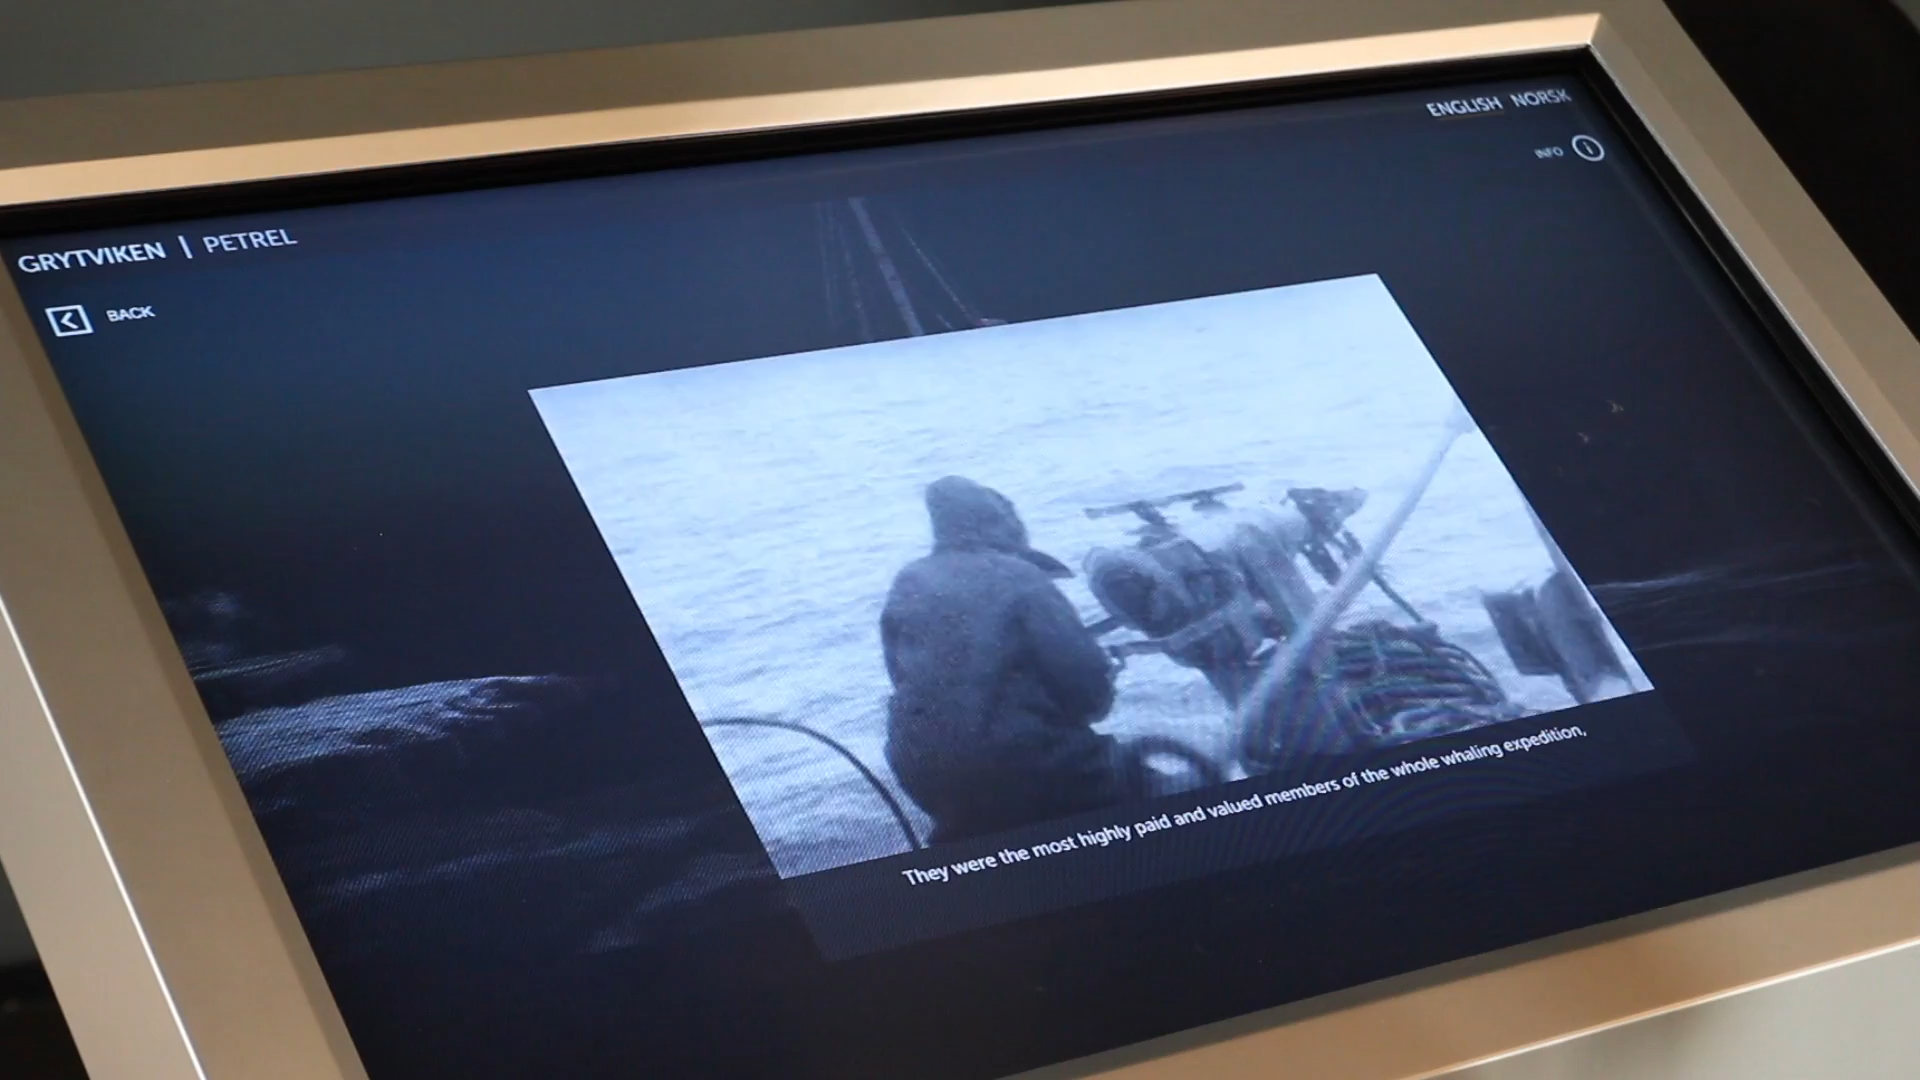 ENGLISH NORSK
INFO
GRYTVIKEN | PETREL
BACK
They were the most highly paid and valued members of the whole whaling expedition,